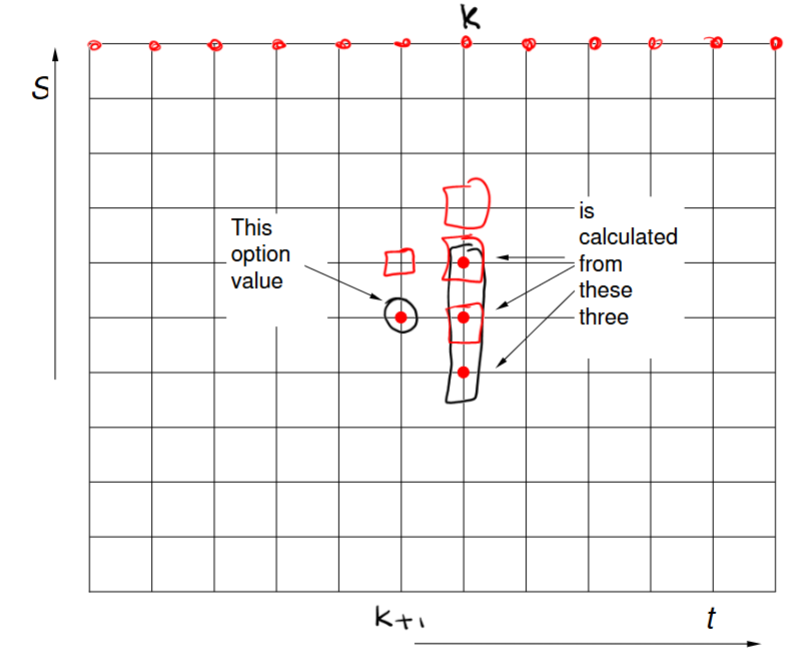 K
S
This
option
value
is
calculated
from
these
three
K+1
t